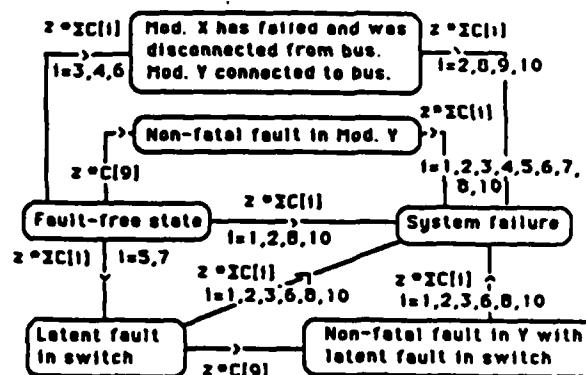 z*ΣC[i]
i=3,4,6
Mod. X has failed and was
disconnected from bus.
Mod. Y connected to bus.
z*ΣC[i]
i=2,8,9,10
Non-fatal fault in Mod. Y
z*ΣC[i]
i=1,2,3,4,5,6,7,
8,10
z*C[9]
Fault-free state
z*ΣC[i]
i=1,2,8,10
System failure
z*ΣC[i]
i=5,7
z*ΣC[i]
i=1,2,3,6,8,10
z*ΣC[i]
i=1,2,3,6,8,10
Latent fault
in switch
z*C[9]
Non-fatal fault in Y with
latent fault in switch